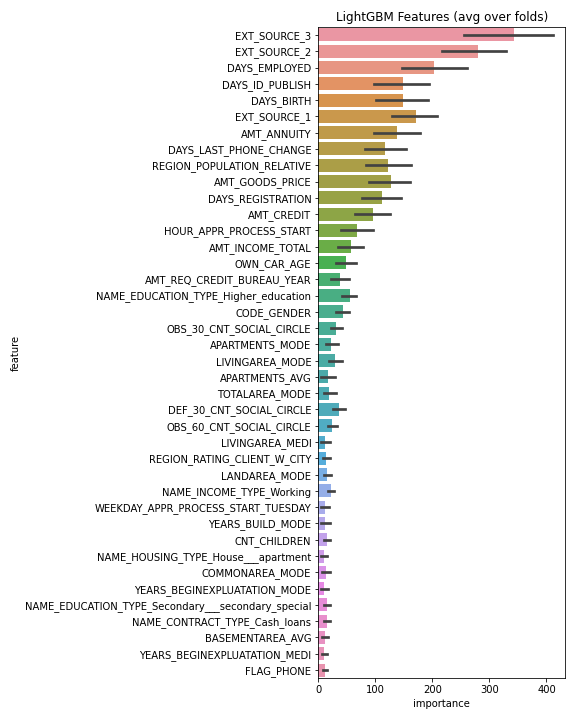 LightGBM Features (avg over folds)
EXT_SOURCE_3
EXT_SOURCE_2
DAYS_EMPLOYED
DAYS_ID_PUBLISH
DAYS_BIRTH
EXT_SOURCE_1
AMT_ANNUITY
DAYS_LAST_PHONE_CHANGE
REGION_POPULATION_RELATIVE
AMT_GOODS_PRICE
DAYS_REGISTRATION
AMT_CREDIT
HOUR_APPR_PROCESS_START
AMT_INCOME_TOTAL
OWN_CAR_AGE
AMT_REQ_CREDIT_BUREAU_YEAR
NAME_EDUCATION_TYPE_Higher_education
CODE_GENDER
OBS_30_CNT_SOCIAL_CIRCLE
APARTMENTS_MODE
LIVINGAREA_MODE
APARTMENTS_AVG
TOTALAREA_MODE
DEF_30_CNT_SOCIAL_CIRCLE
OBS_60_CNT_SOCIAL_CIRCLE
LIVINGAREA_MEDI
REGION_RATING_CLIENT_W_CITY
LANDAREA_MODE
NAME_INCOME_TYPE_Working
WEEKDAY_APPR_PROCESS_START_TUESDAY
YEARS_BUILD_MODE
CNT_CHILDREN
NAME_HOUSING_TYPE_House___apartment
COMMONAREA_MODE
YEARS_BEGINEXPLUATATION_MODE
NAME_EDUCATION_TYPE_Secondary___secondary_special
NAME_CONTRACT_TYPE_Cash_loans
BASEMENTAREA_AVG
YEARS_BEGINEXPLUATATION_MEDI
FLAG_PHONE
feature
0 100 200 300 400
importance